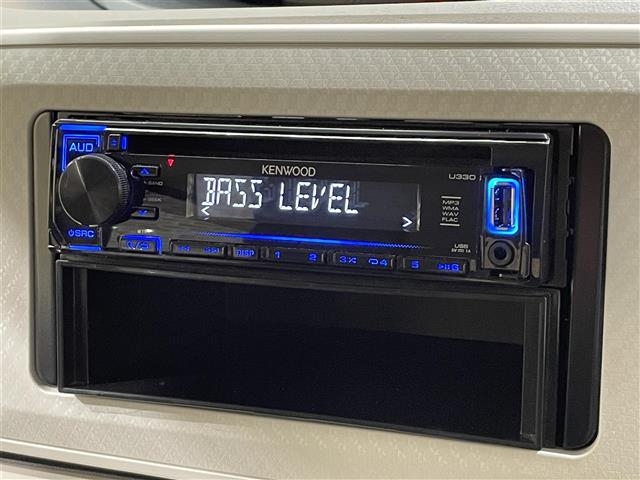 AUD
KENWOOD
U330
BASS LEVEL
< >
MP3
WMA
WAV
FLAC
SRC
USB
DISP 1 2 3 4 5 6